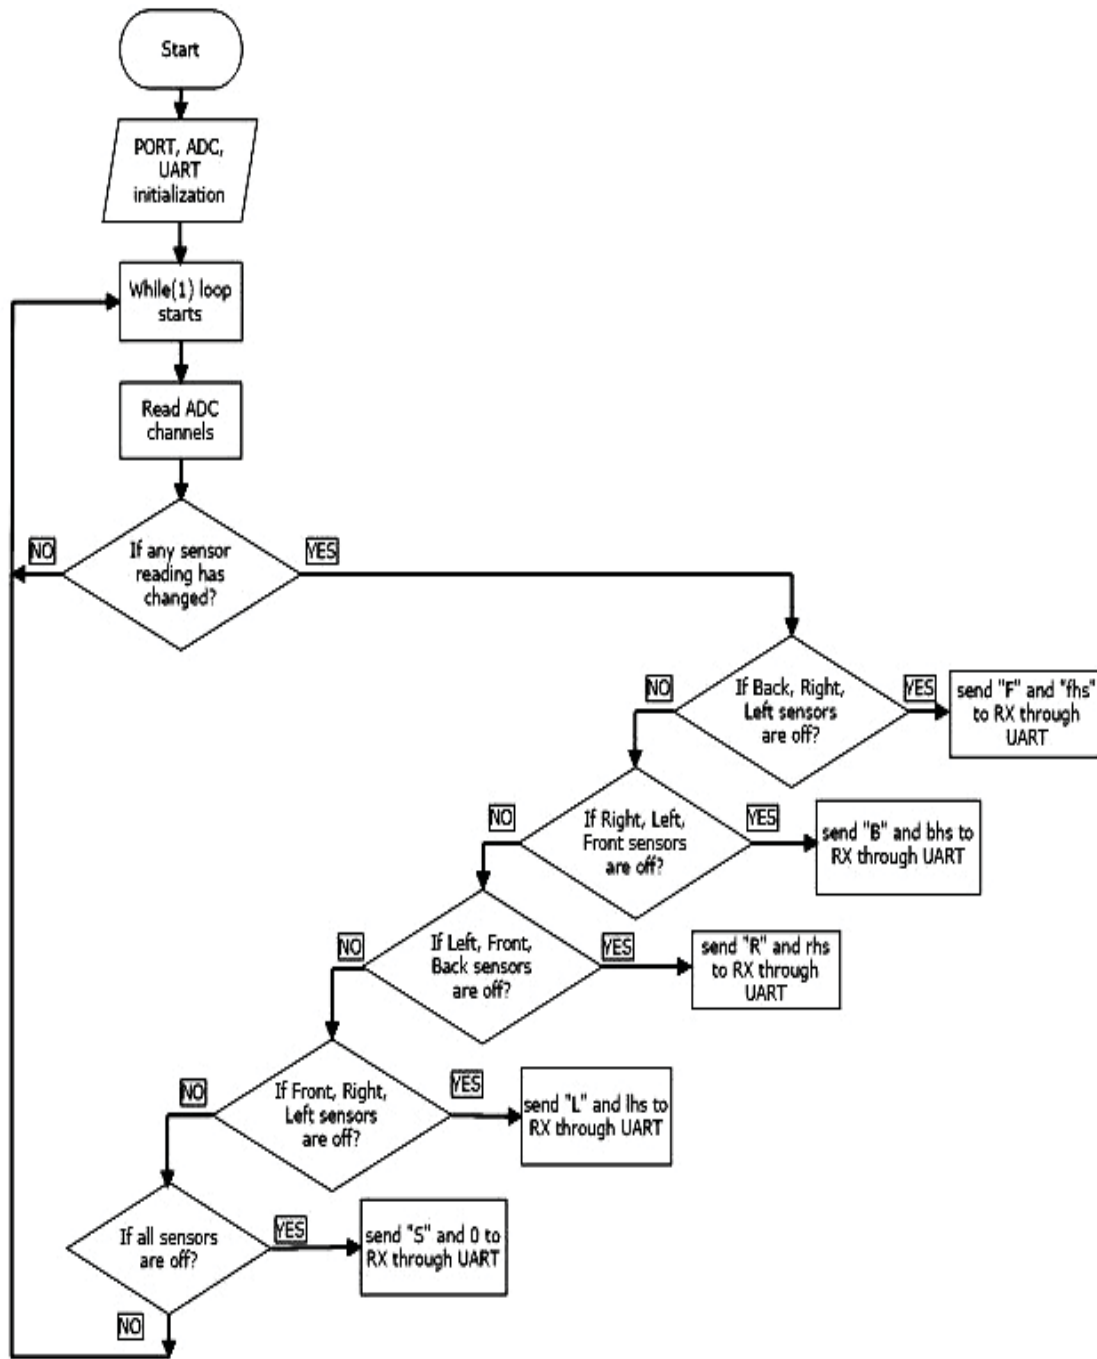 Start
PORT, ADC,
UART
initialization
While(1) loop
starts
Read ADC
channels
NO
If any sensor
reading has
changed?
YES
NO
If Back, Right,
Left sensors
are off?
YES
send "F" and "fhs"
to RX through
UART
NO
If Right, Left,
Front sensors
are off?
YES
send "B" and bhs to
RX through UART
NO
If Left, Front,
Back sensors
are off?
YES
send "R" and rhs
to RX through
UART
NO
If Front, Right,
Left sensors
are off?
YES
send "L" and lhs to
RX through UART
If all sensors
are off?
YES
send "S" and 0 to
RX through UART
NO